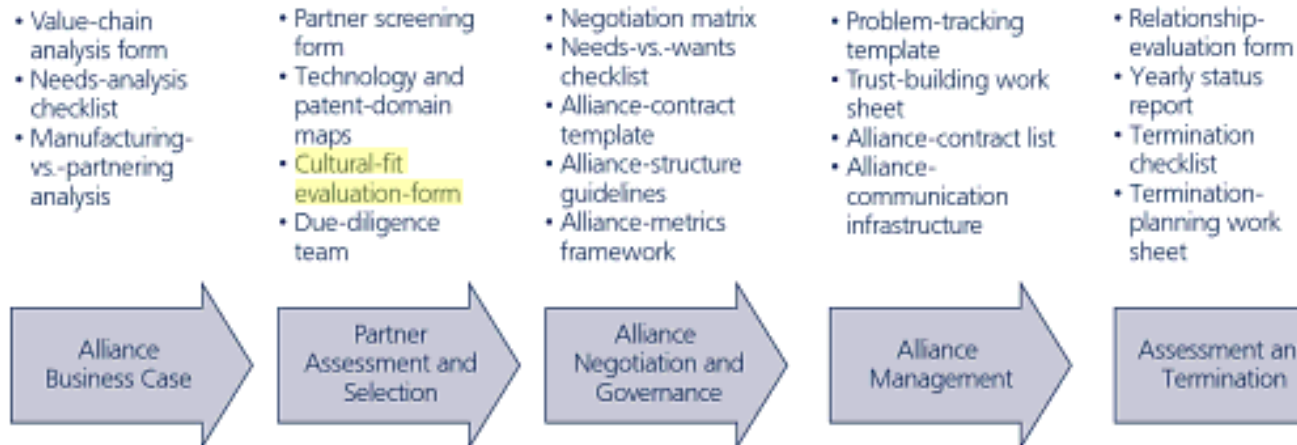 • Value-chain
analysis form
• Needs-analysis
checklist
• Manufacturing-
vs.-partnering
analysis
• Partner screening
form
• Technology and
patent-domain
maps
• Cultural-fit
evaluation-form
• Due-diligence
team
• Negotiation matrix
• Needs-vs.-wants
checklist
• Alliance-contract
template
• Alliance-structure
guidelines
• Alliance-metrics
framework
• Problem-tracking
template
• Trust-building work
sheet
• Alliance-contract list
• Alliance-
communication
infrastructure
• Relationship-
evaluation form
• Yearly status
report
• Termination
checklist
• Termination-
planning work
sheet
Alliance
Business Case
Partner
Assessment and
Selection
Alliance
Negotiation and
Governance
Alliance
Management
Assessment an
Termination